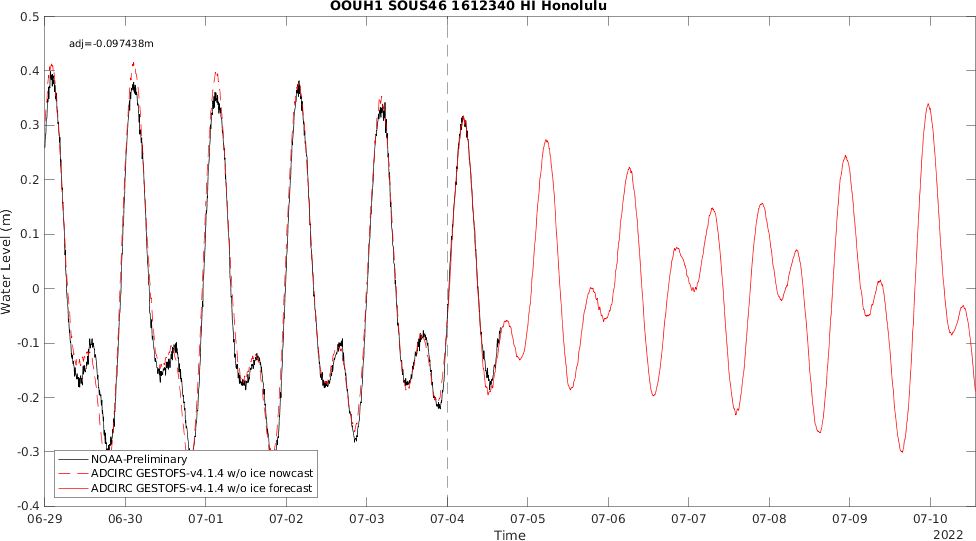 OOUH1 SOUS46 1612340 HI Honolulu
adj=-0.097438m
0.5
0.4
0.3
0.2
0.1
0
-0.1
-0.2
-0.3
-0.4
Water Level (m)
NOAA-Preliminary
ADCIRC GESTOFS-v4.1.4 w/o ice nowcast
ADCIRC GESTOFS-v4.1.4 w/o ice forecast
06-29 06-30 07-01 07-02 07-03 07-04 07-05 07-06 07-07 07-08 07-09 07-10
Time
2022